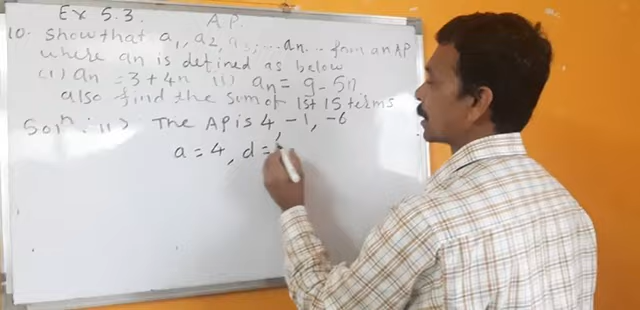 Ex 5.3. A.P.
10. Show that a1, a2, a3, ... an... form an AP
where an is defined as below
(i) an = 3 + 4n ii) an = 9 - 5n.
also find the sum of 1st 15 terms
Soln: ii) The AP is 4, -1, -6
a = 4, d =